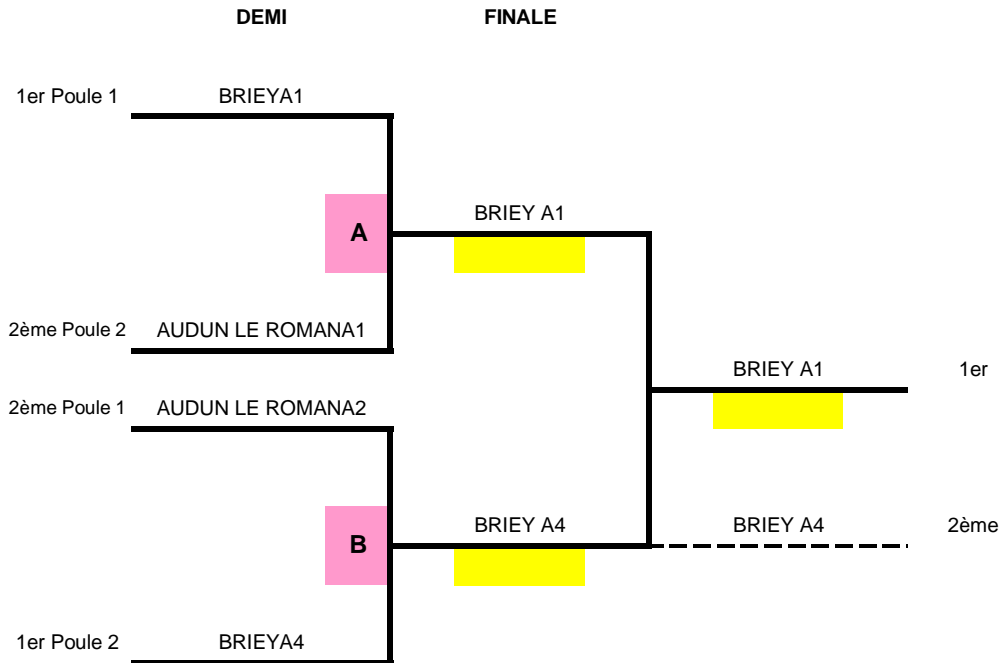 DEMI FINALE
1er Poule 1 BRIEYA1
A BRIEY A1
2ème Poule 2 AUDUN LE ROMANA1
BRIEY A1 1er
2ème Poule 1 AUDUN LE ROMANA2
B BRIEY A4 BRIEY A4 2ème
1er Poule 2 BRIEYA4